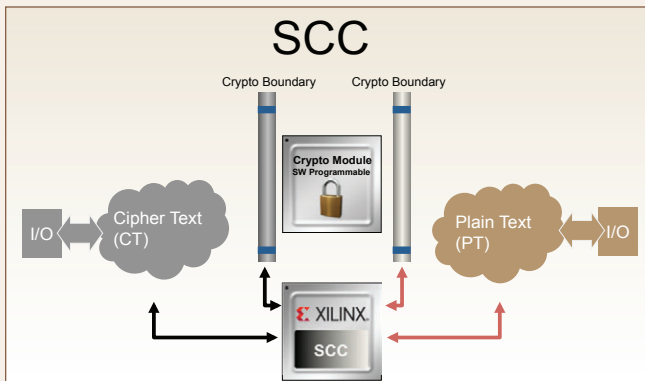 SCC
Crypto Boundary
Crypto Boundary
Crypto Module
SW Programmable
I/O
Cipher Text
(CT)
Plain Text
(PT)
I/O
XILINX®
SCC